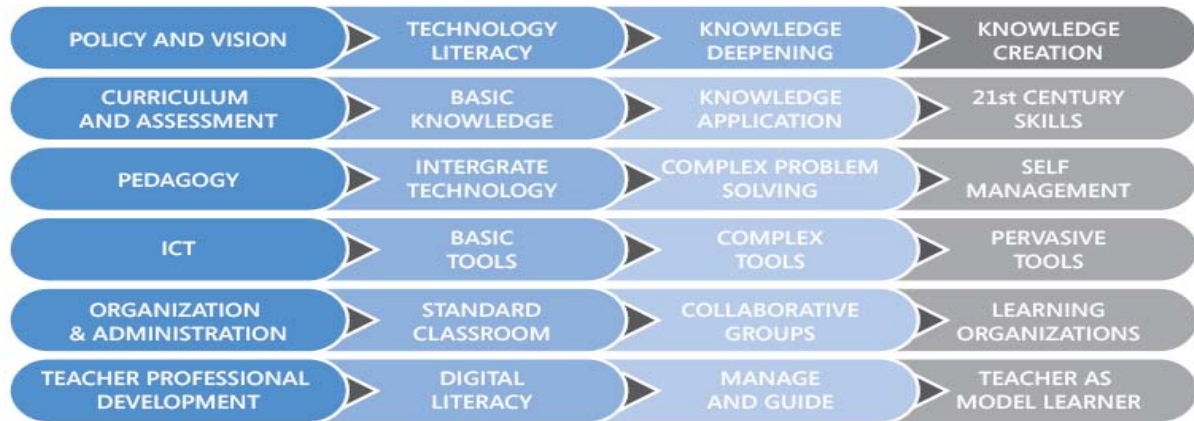 POLICY AND VISION
TECHNOLOGY
LITERACY
KNOWLEDGE
DEEPENING
KNOWLEDGE
CREATION
CURRICULUM
AND ASSESSMENT
BASIC
KNOWLEDGE
KNOWLEDGE
APPLICATION
21st CENTURY
SKILLS
PEDAGOGY
INTERGRATE
TECHNOLOGY
COMPLEX PROBLEM
SOLVING
SELF
MANAGEMENT
ICT
BASIC
TOOLS
COMPLEX
TOOLS
PERVASIVE
TOOLS
ORGANIZATION
& ADMINISTRATION
STANDARD
CLASSROOM
COLLABORATIVE
GROUPS
LEARNING
ORGANIZATIONS
TEACHER PROFESSIONAL
DEVELOPMENT
DIGITAL
LITERACY
MANAGE
AND GUIDE
TEACHER AS
MODEL LEARNER